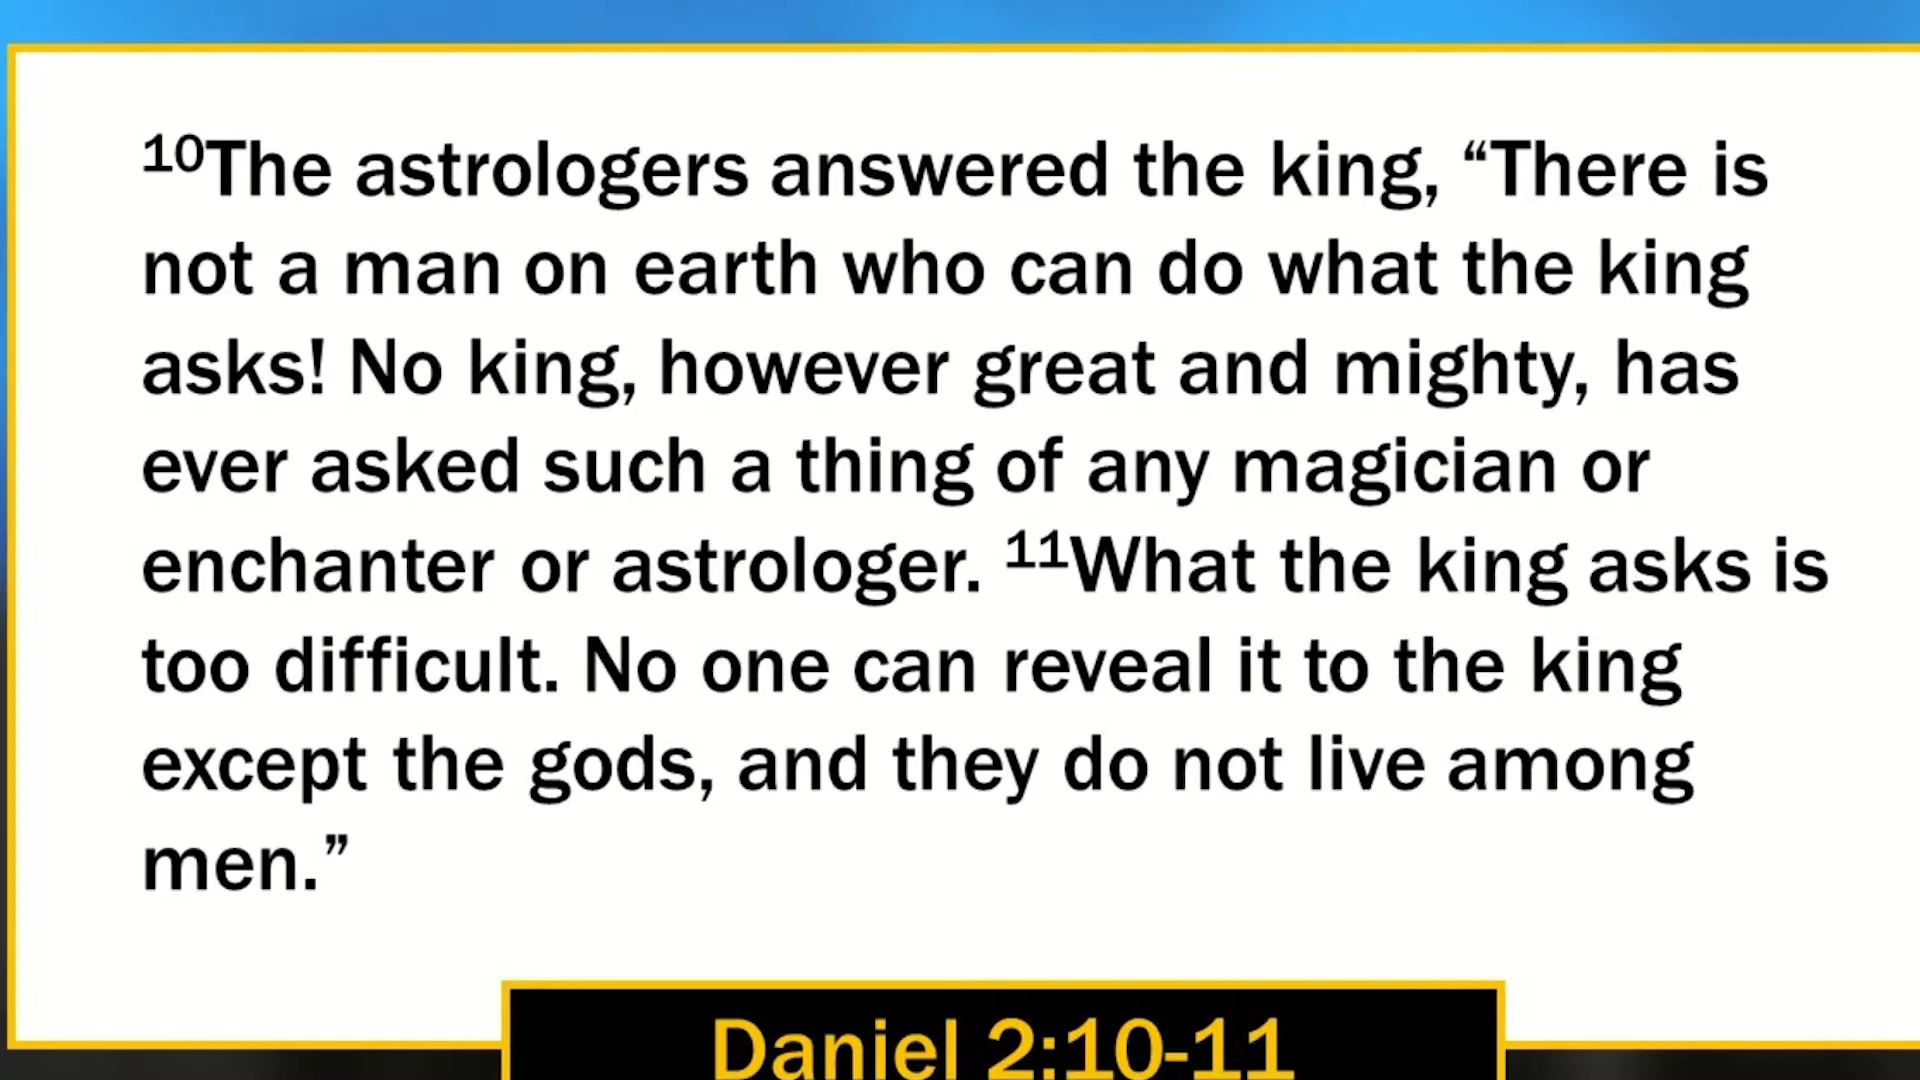 ¹⁰The astrologers answered the king, “There is
not a man on earth who can do what the king
asks! No king, however great and mighty, has
ever asked such a thing of any magician or
enchanter or astrologer. ¹¹What the king asks is
too difficult. No one can reveal it to the king
except the gods, and they do not live among
men.”
Daniel 2:10-11